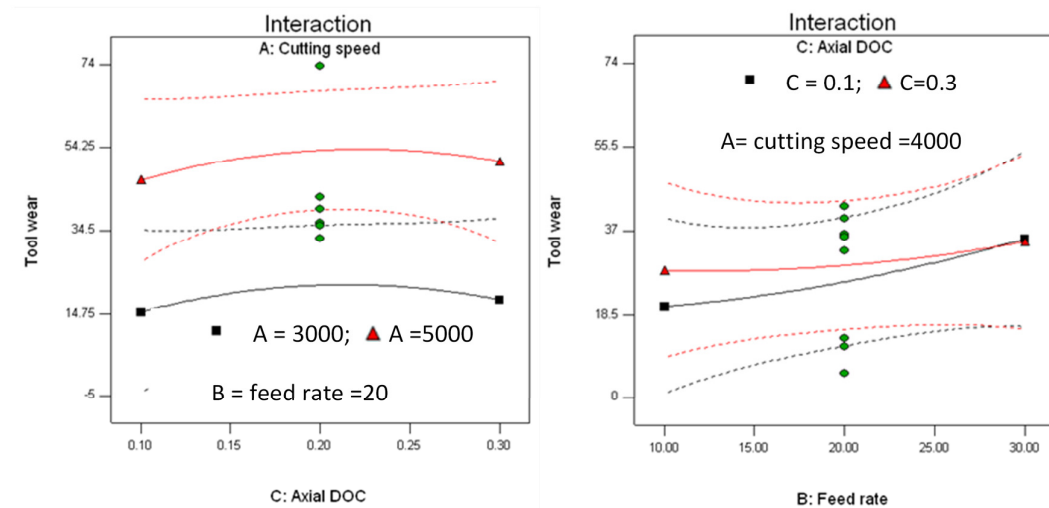 Interaction
A: Cutting speed
74
54.25
34.5
14.75
-5
Tool wear
A = 3000; A =5000
B = feed rate =20
0.10 0.15 0.20 0.25 0.30
C: Axial DOC
Interaction
C: Axial DOC
74
55.5
37
18.5
0
Tool wear
C = 0.1; C=0.3
A= cutting speed =4000
10.00 15.00 20.00 25.00 30.00
B: Feed rate